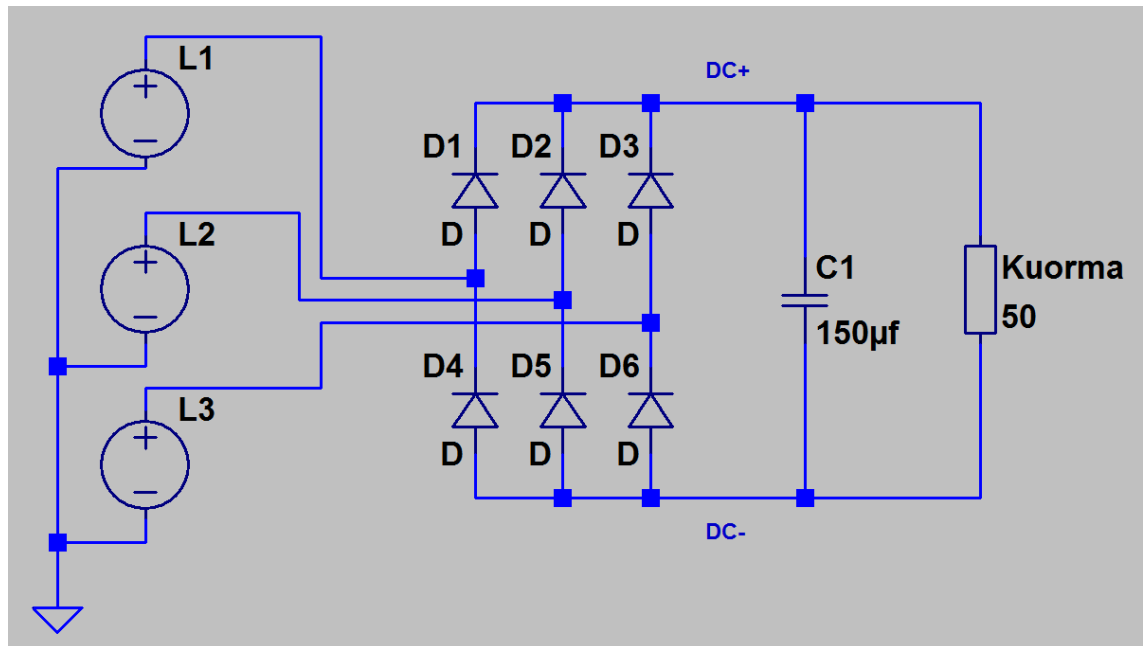 L1
DC+
D1 D2 D3
D D D
L2
C1
150µf
Kuorma
50
D4 D5 D6
L3
D D D
DC-